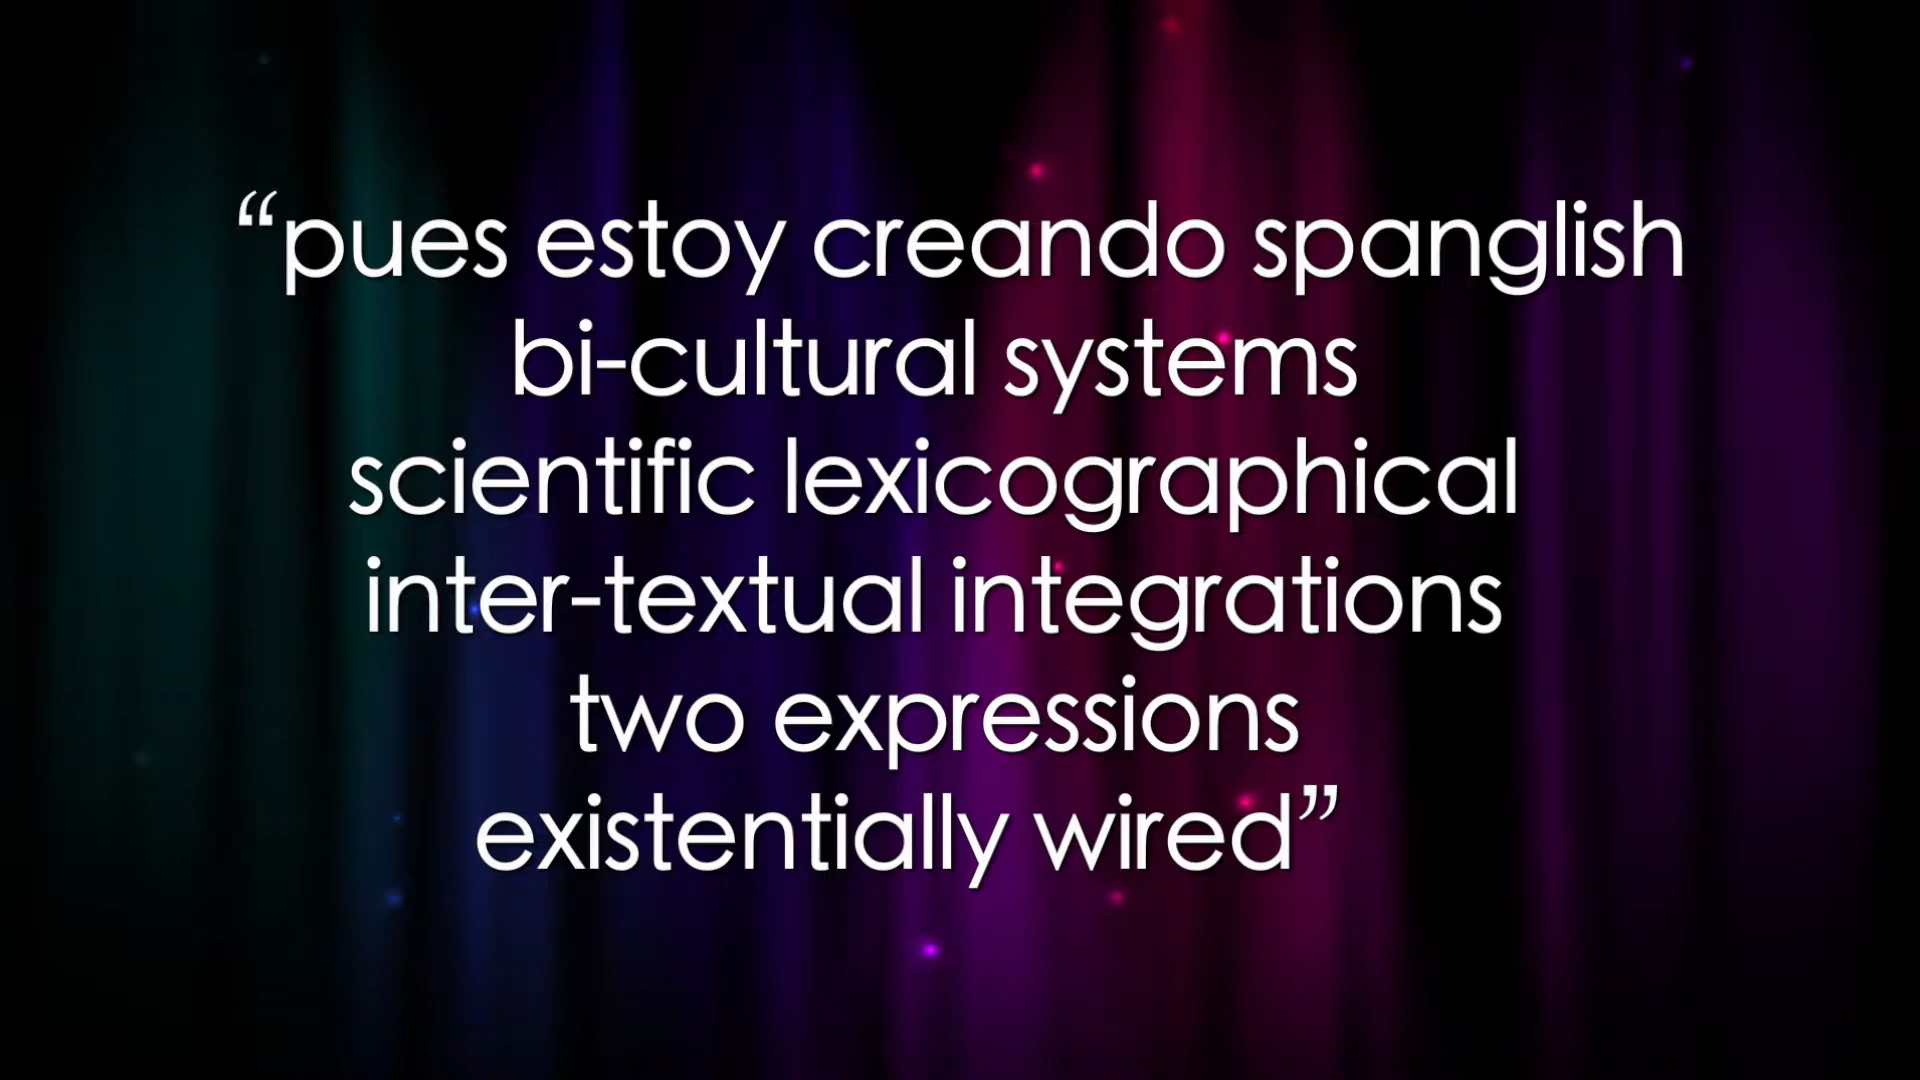 “pues estoy creando spanglish
bi-cultural systems
scientific lexicographical
inter-textual integrations
two expressions
existentially wired”